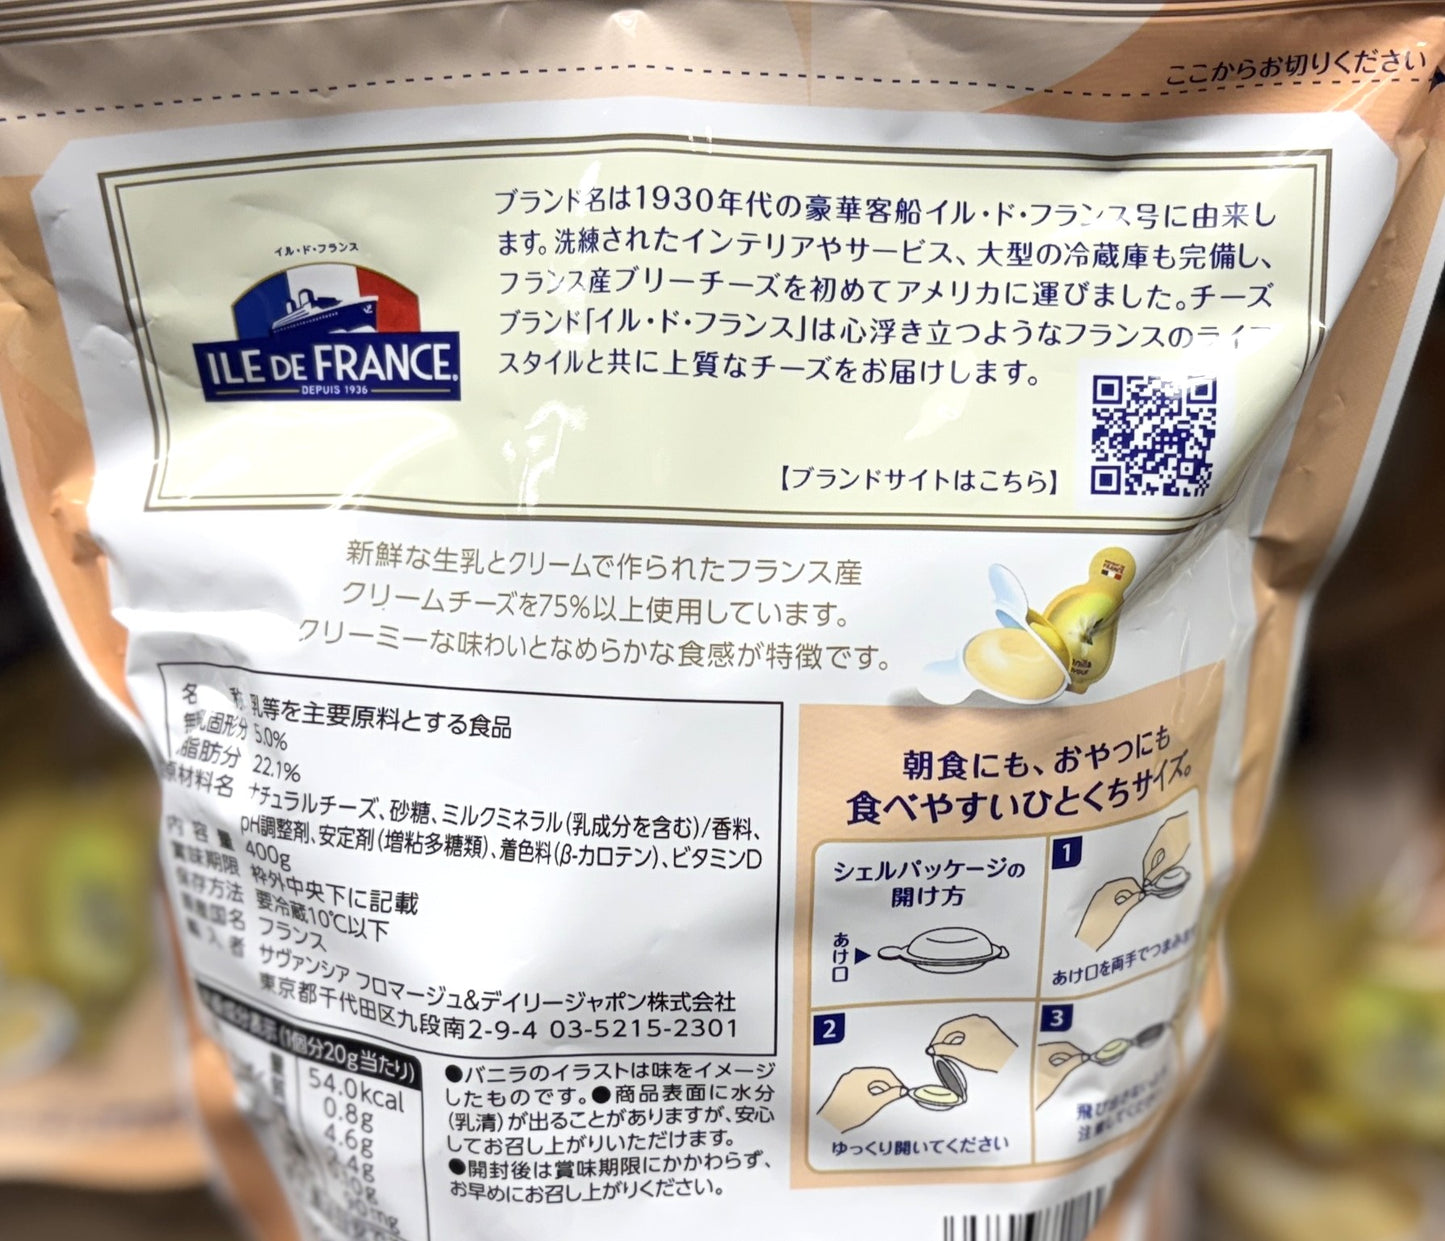 ここからお切りください
イル・ド・フランス
ILE DE FRANCE
DEPUIS 1936
ブランド名は1930年代の豪華客船イル・ド・フランス号に由来し
ます。洗練されたインテリアやサービス、大型の冷蔵庫も完備し、
フランス産ブリーチーズを初めてアメリカに運びました。チーズ
ブランド「イル・ド・フランス」は心浮き立つようなフランスのライフ
スタイルと共に上質なチーズをお届けします。
【ブランドサイトはこちら】
新鮮な生乳とクリームで作られたフランス産
クリームチーズを75%以上使用しています。
クリーミーな味わいとなめらかな食感が特徴です。
名 称 乳等を主要原料とする食品
無乳固形分 5.0%
脂肪分 22.1%
原材料名 ナチュラルチーズ、砂糖、ミルクミネラル(乳成分を含む)/香料、
pH調整剤、安定剤(増粘多糖類)、着色料(β-カロテン)、ビタミンD
内容量 400g
賞味期限 枠外中央下に記載
保存方法 要冷蔵10℃以下
原産国名 フランス
輸入者 サヴァンシア フロマージュ&デイリージャポン株式会社
東京都千代田区九段南2-9-4 03-5215-2301
(1個分20g当たり)
54.0kcal
0.8g
4.6g
●バニラのイラストは味をイメージ
したものです。●商品表面に水分
(乳清)が出ることがありますが、安心
してお召し上がりいただけます。
●開封後は賞味期限にかかわらず、
お早めにお召し上がりください。
朝食にも、おやつにも
食べやすいひとくちサイズ。
シェルパッケージの
開け方
あけ口
1
あけ口を両手でつまみ
2
ゆっくり開いてください
3